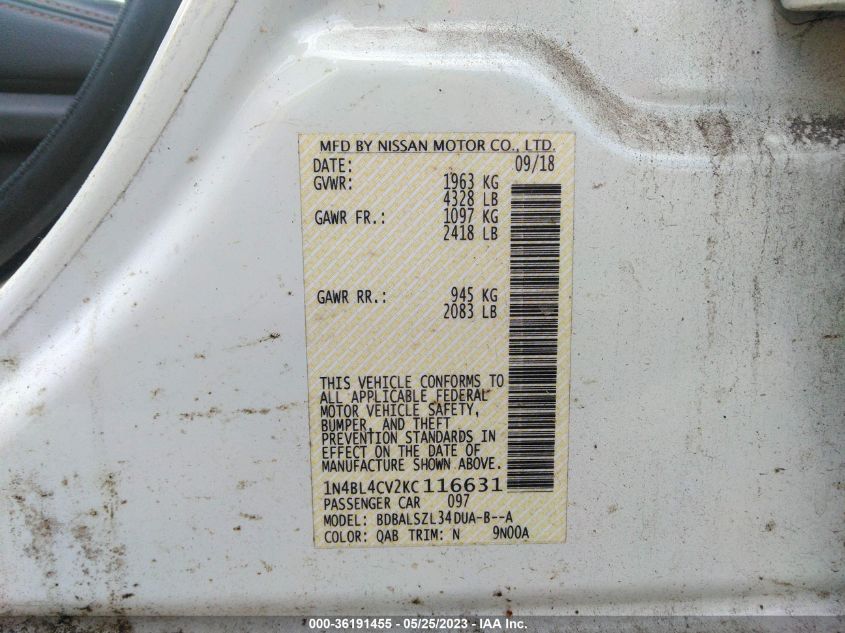 MFD BY NISSAN MOTOR CO., LTD.
DATE: 09/18
GVWR: 1963 KG
4328 LB
GAWR FR.: 1097 KG
2418 LB
GAWR RR.: 945 KG
2083 LB
THIS VEHICLE CONFORMS TO
ALL APPLICABLE FEDERAL
MOTOR VEHICLE SAFETY,
BUMPER, AND THEFT
PREVENTION STANDARDS IN
EFFECT ON THE DATE OF
MANUFACTURE SHOWN ABOVE.
1N4BL4CV2KC116631
PASSENGER CAR 097
MODEL: BDBALSZL34DUA-B--A
COLOR: QAB TRIM: N 9N00A
000-36191455 - 05/25/2023 - IAA Inc.